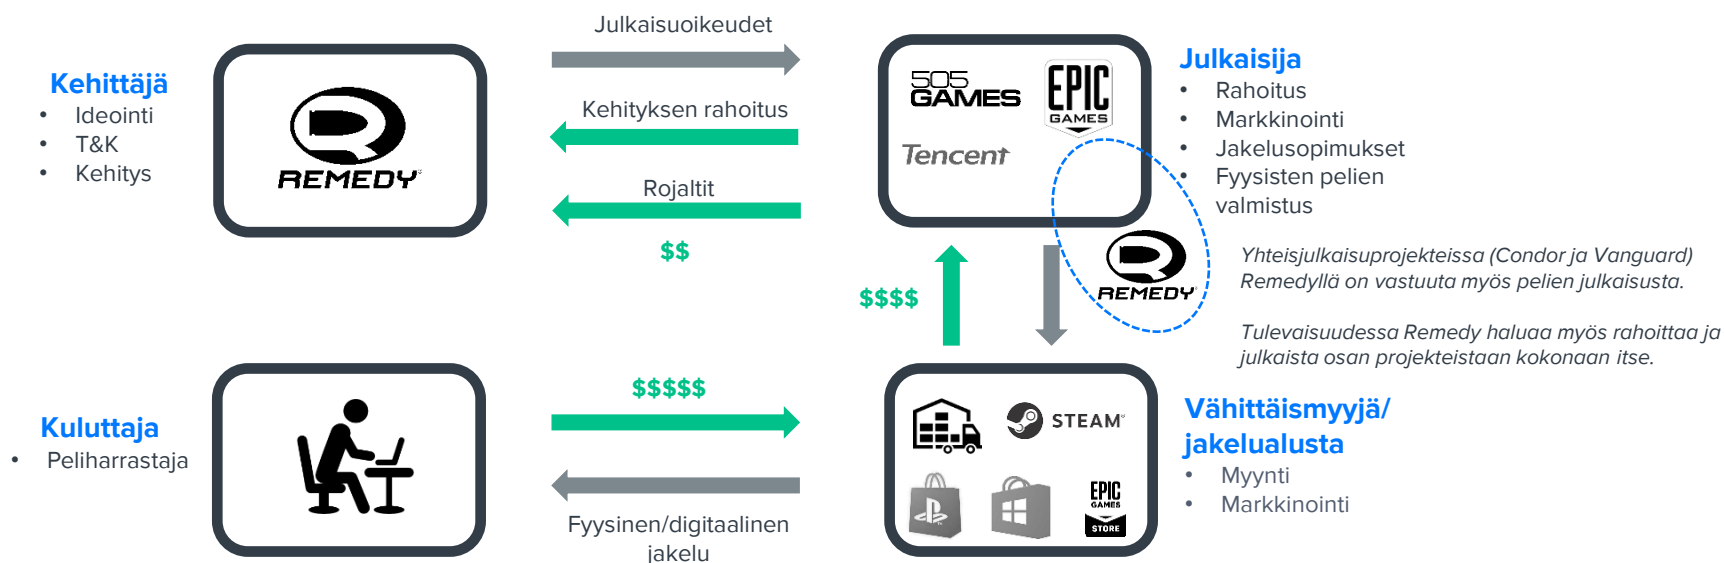 Julkaisuoikeudet
Kehittäjä
• Ideointi
• T&K
• Kehitys
REMEDY
Kehityksen rahoitus
Rojaltit
$$
505
GAMES
EPIC
GAMES
Tencent
Julkaisija
• Rahoitus
• Markkinointi
• Jakelusopimukset
• Fyysisten pelien
valmistus
$$$$
REMEDY
Yhteisjulkaisuprojekteissa (Condor ja Vanguard)
Remedyllä on vastuuta myös pelien julkaisusta.
Tulevaisuudessa Remedy haluaa myös rahoittaa ja
julkaista osan projekteistaan kokonaan itse.
Kuluttaja
• Peliharrastaja
$$$$$
Fyysinen/digitaalinen
jakelu
STEAM
EPIC
GAMES
STORE
Vähittäismyyjä/
jakelualusta
• Myynti
• Markkinointi